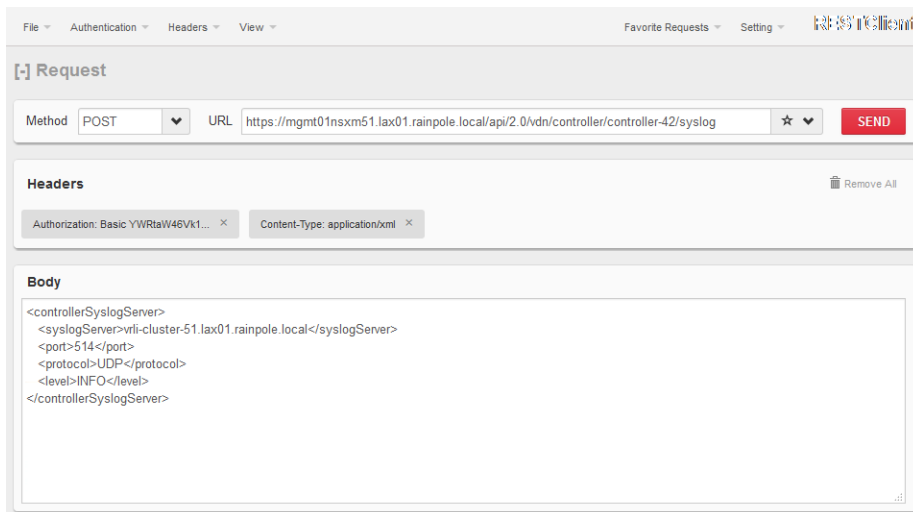 File Authentication Headers View Favorite Requests Setting RESTClient
[-] Request
Method POST URL https://mgmt01nsxm51.lax01.rainpole.local/api/2.0/vdn/controller/controller-42/syslog SEND
Headers Remove All
Authorization: Basic YWRtaW46Vk1... × Content-Type: application/xml ×
Body
<controllerSyslogServer>
<syslogServer>vrli-cluster-51.lax01.rainpole.local</syslogServer>
<port>514</port>
<protocol>UDP</protocol>
<level>INFO</level>
</controllerSyslogServer>